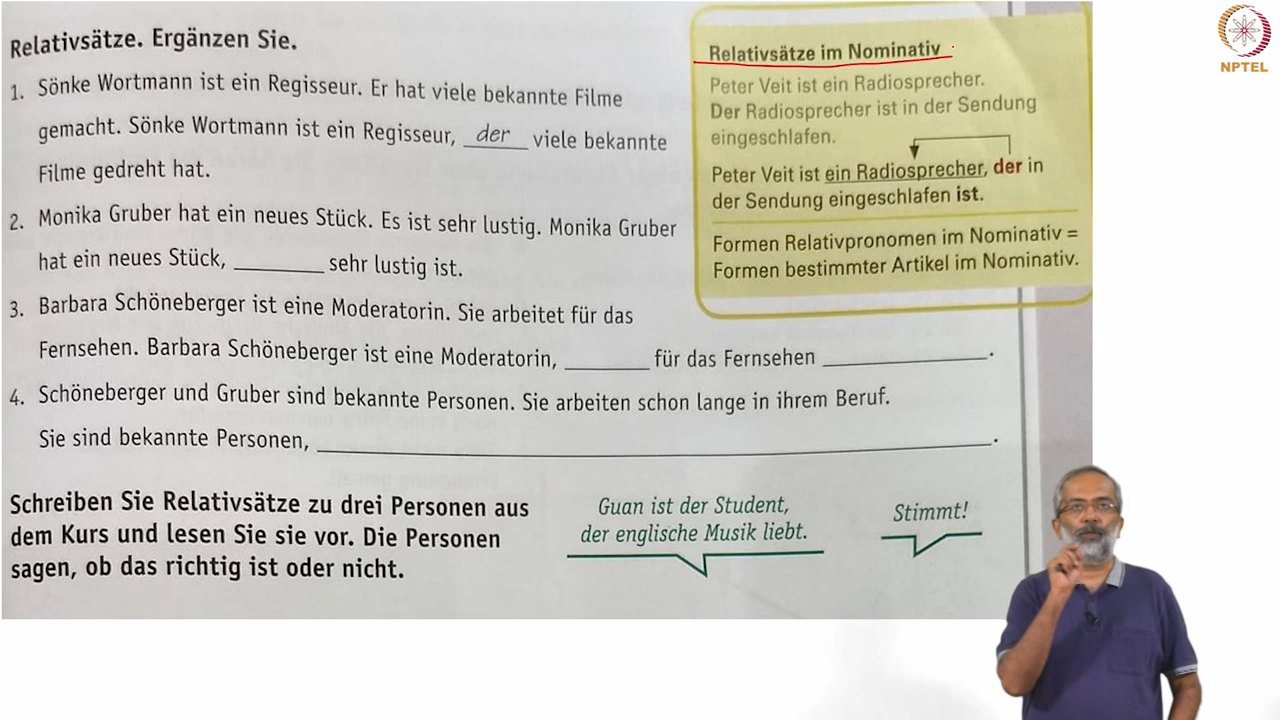 Relativsätze. Ergänzen Sie.
1. Sönke Wortmann ist ein Regisseur. Er hat viele bekannte Filme
gemacht. Sönke Wortmann ist ein Regisseur, der viele bekannte
Filme gedreht hat.
2. Monika Gruber hat ein neues Stück. Es ist sehr lustig. Monika Gruber
hat ein neues Stück, ________ sehr lustig ist.
3. Barbara Schöneberger ist eine Moderatorin. Sie arbeitet für das
Fernsehen. Barbara Schöneberger ist eine Moderatorin, ________ für das Fernsehen ________.
4. Schöneberger und Gruber sind bekannte Personen. Sie arbeiten schon lange in ihrem Beruf.
Sie sind bekannte Personen, ________.
Relativsätze im Nominativ
Peter Veit ist ein Radiosprecher.
Der Radiosprecher ist in der Sendung
eingeschlafen.
Peter Veit ist ein Radiosprecher, der in
der Sendung eingeschlafen ist.
Formen Relativpronomen im Nominativ =
Formen bestimmter Artikel im Nominativ.
Schreiben Sie Relativsätze zu drei Personen aus
dem Kurs und lesen Sie sie vor. Die Personen
sagen, ob das richtig ist oder nicht.
Guan ist der Student,
der englische Musik liebt.
Stimmt!
NPTEL